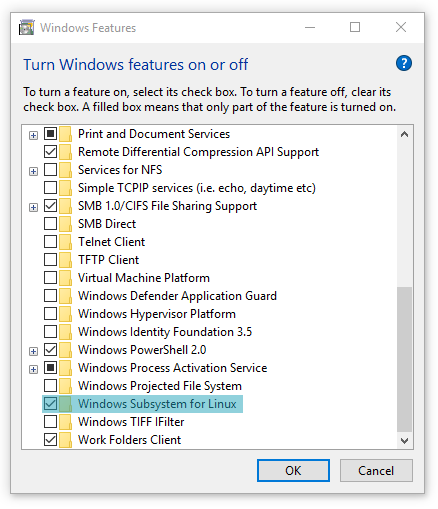 Windows Features
Turn Windows features on or off
?
To turn a feature on, select its check box. To turn a feature off, clear its
check box. A filled box means that only part of the feature is turned on.
Print and Document Services
Remote Differential Compression API Support
Services for NFS
Simple TCPIP services (i.e. echo, daytime etc)
SMB 1.0/CIFS File Sharing Support
SMB Direct
Telnet Client
TFTP Client
Virtual Machine Platform
Windows Defender Application Guard
Windows Hypervisor Platform
Windows Identity Foundation 3.5
Windows PowerShell 2.0
Windows Process Activation Service
Windows Projected File System
Windows Subsystem for Linux
Windows TIFF IFilter
Work Folders Client
OK
Cancel